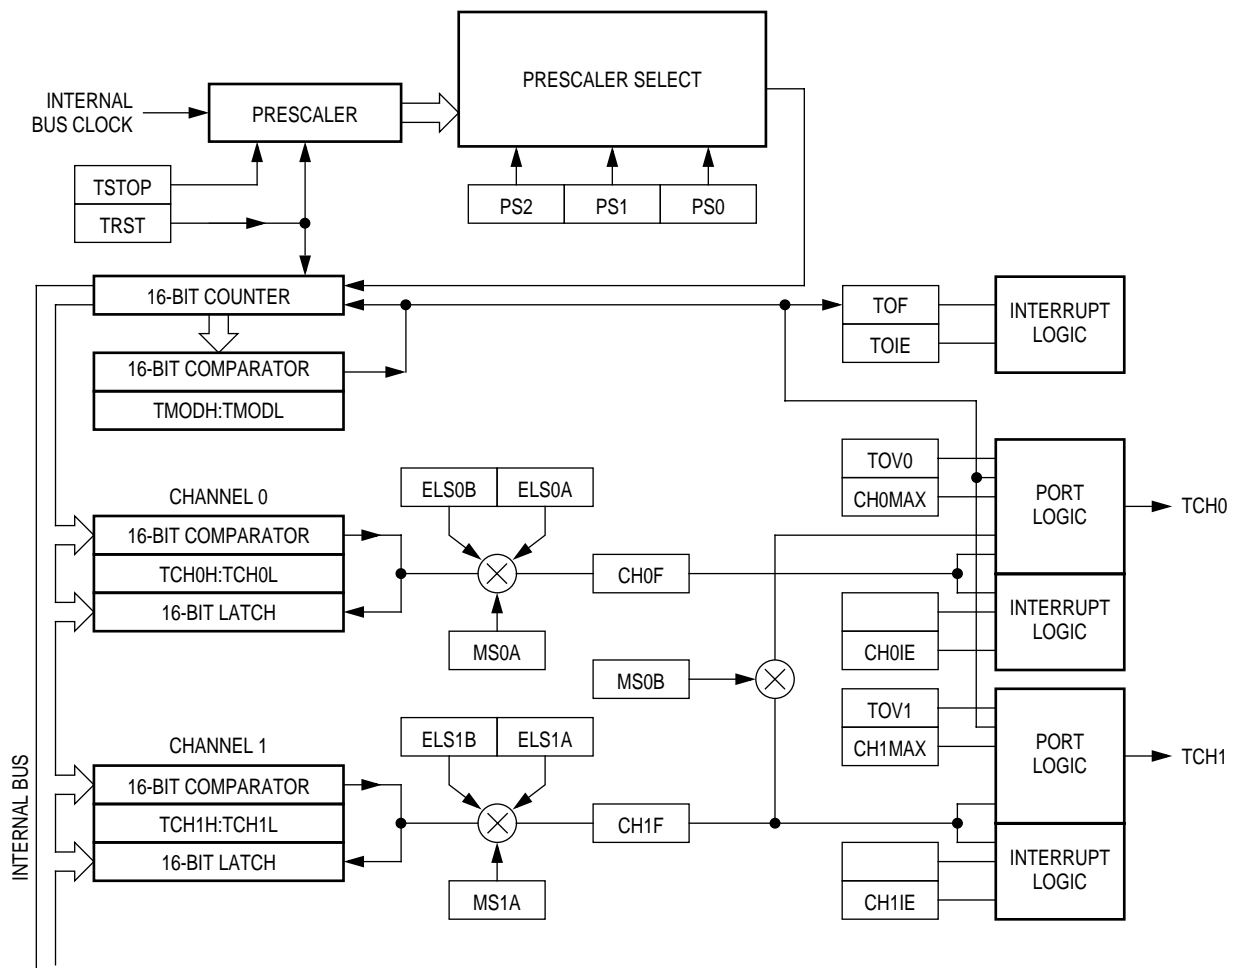 PRESCALER SELECT
INTERNAL
BUS CLOCK
PRESCALER
TSTOP
TRST
PS2
PS1
PS0
16-BIT COUNTER
TOF
TOIE
INTERRUPT
LOGIC
16-BIT COMPARATOR
TMODH:TMODL
TOV0
CH0MAX
PORT
LOGIC
TCH0
CHANNEL 0
ELS0B
ELS0A
16-BIT COMPARATOR
TCH0H:TCH0L
16-BIT LATCH
CH0F
MS0A
INTERRUPT
LOGIC
CH0IE
MS0B
TOV1
CH1MAX
PORT
LOGIC
TCH1
CHANNEL 1
ELS1B
ELS1A
16-BIT COMPARATOR
TCH1H:TCH1L
16-BIT LATCH
CH1F
MS1A
INTERRUPT
LOGIC
CH1IE
INTERNAL BUS